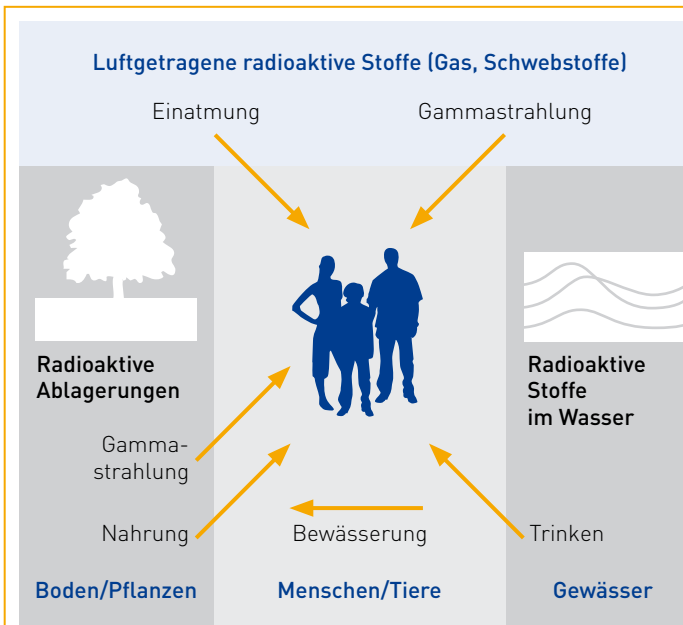 Luftgetragene radioaktive Stoffe (Gas, Schwebstoffe)
Einatmung
Gammastrahlung
Radioaktive
Ablagerungen
Radioaktive
Stoffe
im Wasser
Gamma-
strahlung
Nahrung
Bewässerung
Trinken
Boden/Pflanzen
Menschen/Tiere
Gewässer